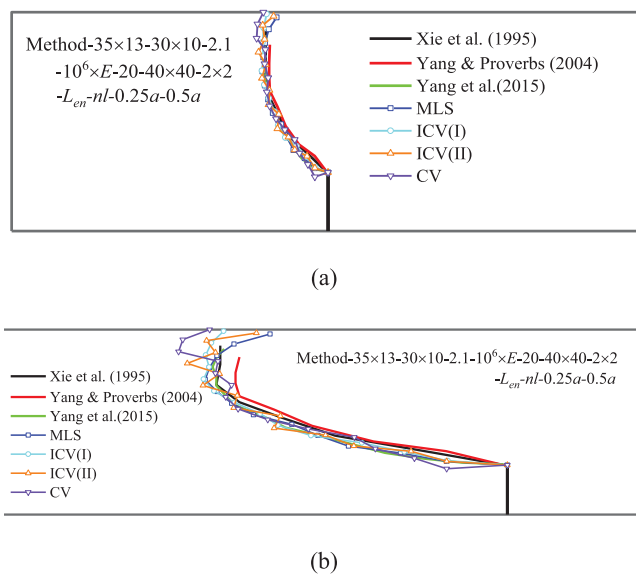 Method-35×13-30×10-2.1
-10⁶×E-20-40×40-2×2
-Lₑₙ-nl-0.25a-0.5a
Xie et al. (1995)
Yang & Proverbs (2004)
Yang et al.(2015)
MLS
ICV(I)
ICV(II)
CV
(a)
Method-35×13-30×10-2.1-10⁶×E-20-40×40-2×2
-Lₑₙ-nl-0.25a-0.5a
Xie et al. (1995)
Yang & Proverbs (2004)
Yang et al.(2015)
MLS
ICV(I)
ICV(II)
CV
(b)